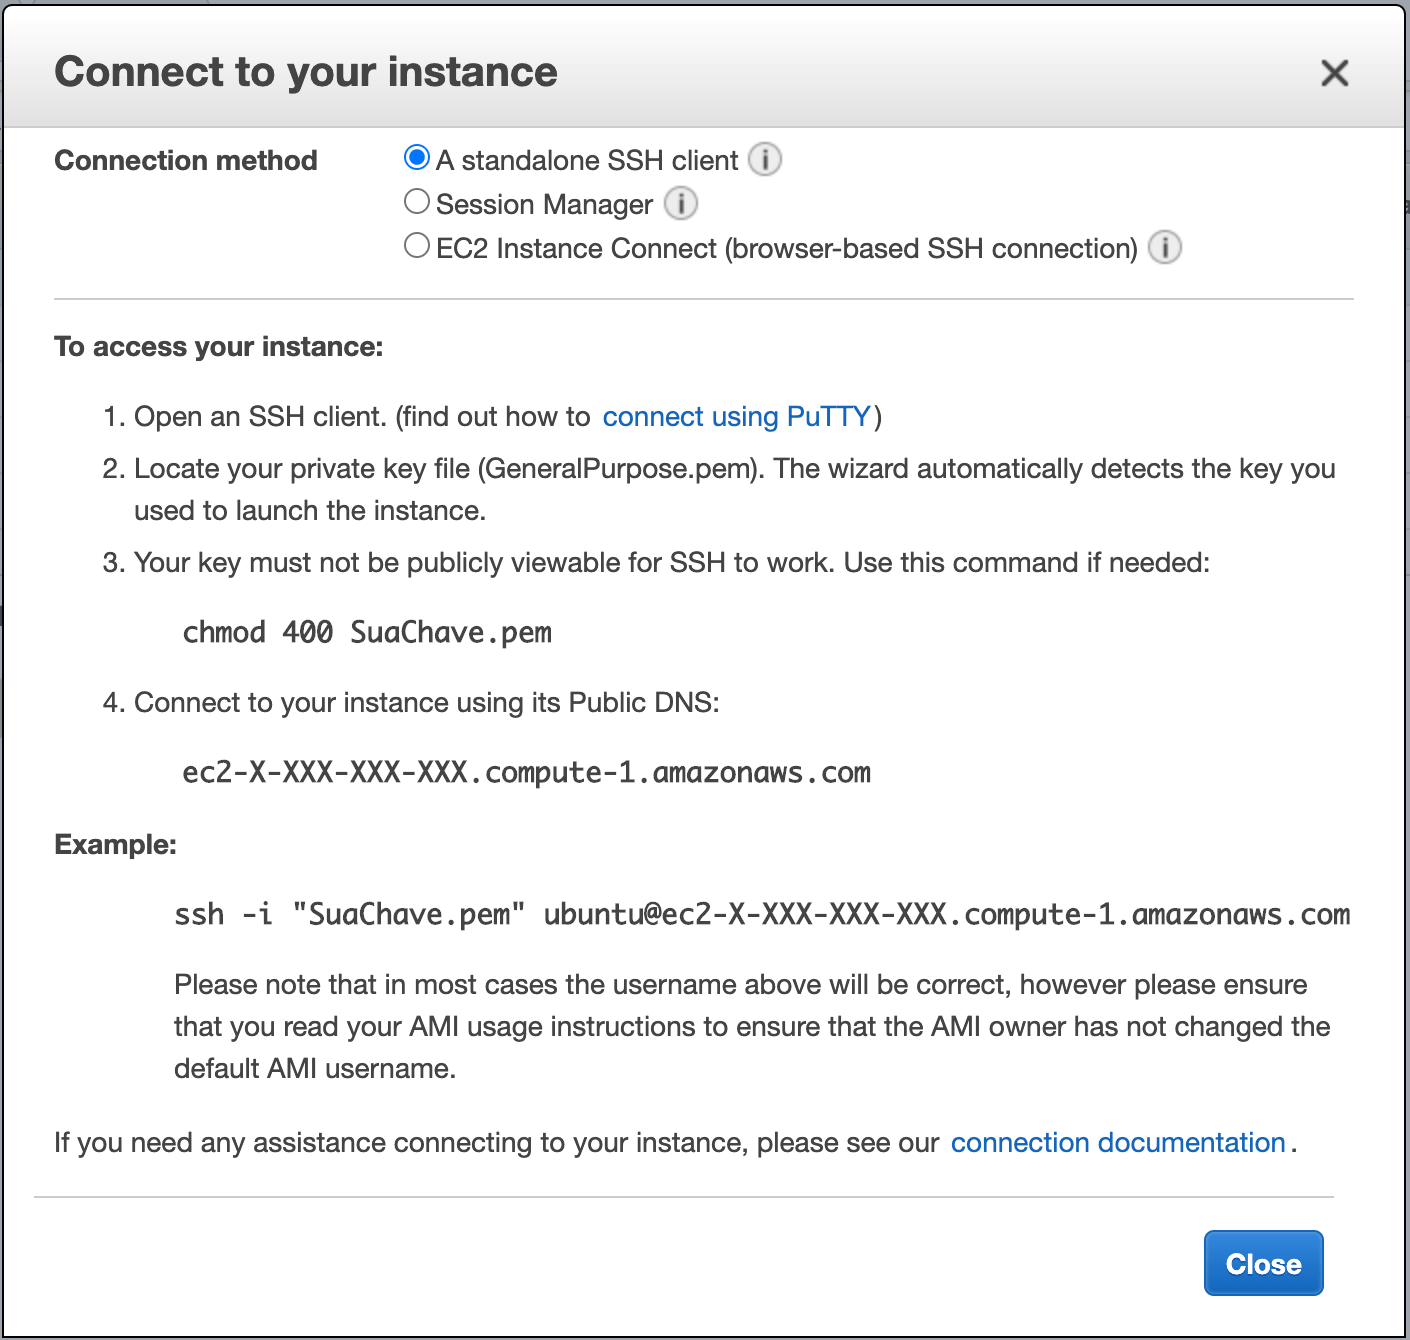 Connect to your instance
Connection method
A standalone SSH client
Session Manager
EC2 Instance Connect (browser-based SSH connection)
To access your instance:
1. Open an SSH client. (find out how to connect using PuTTY)
2. Locate your private key file (GeneralPurpose.pem). The wizard automatically detects the key you
used to launch the instance.
3. Your key must not be publicly viewable for SSH to work. Use this command if needed:
chmod 400 SuaChave.pem
4. Connect to your instance using its Public DNS:
ec2-X-XXX-XXX-XXX.compute-1.amazonaws.com
Example:
ssh -i "SuaChave.pem" ubuntu@ec2-X-XXX-XXX-XXX.compute-1.amazonaws.com
Please note that in most cases the username above will be correct, however please ensure
that you read your AMI usage instructions to ensure that the AMI owner has not changed the
default AMI username.
If you need any assistance connecting to your instance, please see our connection documentation.
Close